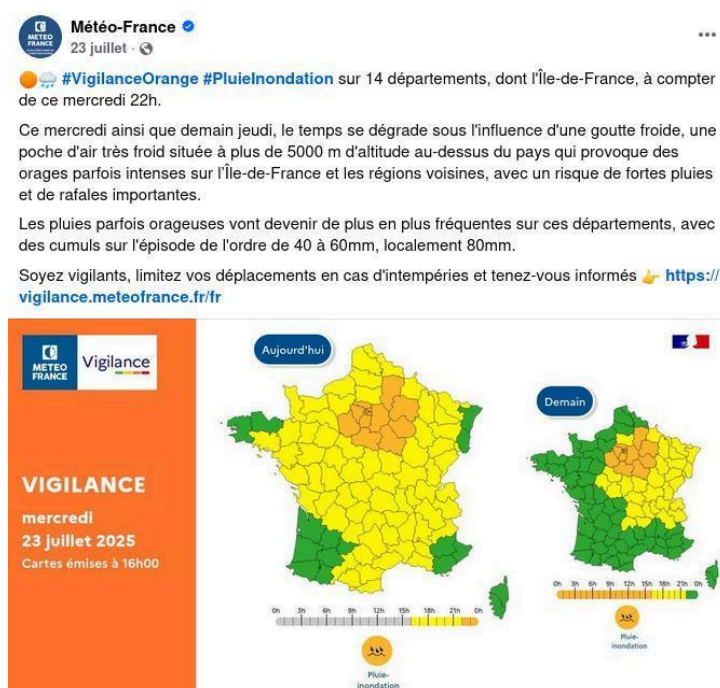 METEO
FRANCE
Météo-France
23 juillet ·
#VigilanceOrange #PluieInondation sur 14 départements, dont l'Île-de-France, à compter
de ce mercredi 22h.
Ce mercredi ainsi que demain jeudi, le temps se dégrade sous l'influence d'une goutte froide, une
poche d'air très froid située à plus de 5000 m d'altitude au-dessus du pays qui provoque des
orages parfois intenses sur l'Île-de-France et les régions voisines, avec un risque de fortes pluies
et de rafales importantes.
Les pluies parfois orageuses vont devenir de plus en plus fréquentes sur ces départements, avec
des cumuls sur l'épisode de l'ordre de 40 à 60mm, localement 80mm.
Soyez vigilants, limitez vos déplacements en cas d'intempéries et tenez-vous informés 👉 https://
vigilance.meteofrance.fr/fr
METEO
FRANCE
Vigilance
VIGILANCE
mercredi
23 juillet 2025
Cartes émises à 16h00
Aujourd'hui
0h 3h 6h 9h 12h 15h 18h 21h 0h
Pluie-
inondation
Demain
0h 3h 6h 9h 12h 15h 18h 21h 0h
Pluie-
inondation